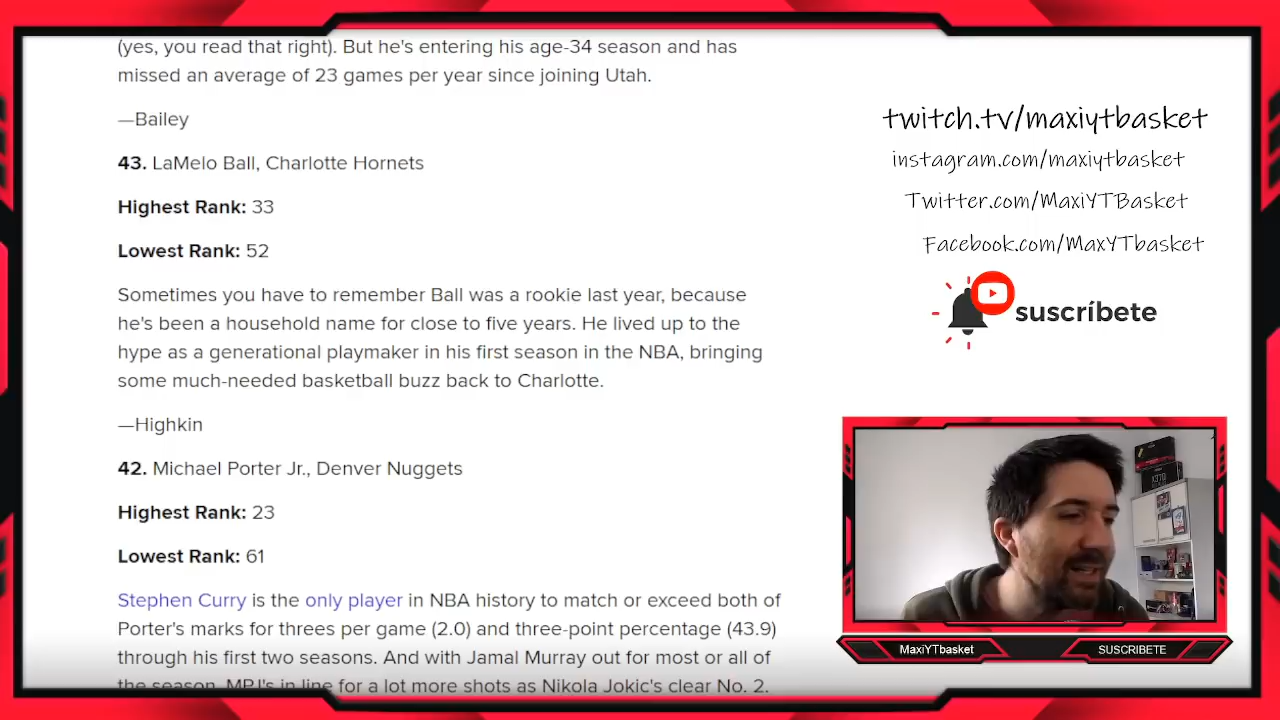 (yes, you read that right). But he's entering his age-34 season and has
missed an average of 23 games per year since joining Utah.
—Bailey
43. LaMelo Ball, Charlotte Hornets
Highest Rank: 33
Lowest Rank: 52
Sometimes you have to remember Ball was a rookie last year, because
he's been a household name for close to five years. He lived up to the
hype as a generational playmaker in his first season in the NBA, bringing
some much-needed basketball buzz back to Charlotte.
—Highkin
42. Michael Porter Jr., Denver Nuggets
Highest Rank: 23
Lowest Rank: 61
Stephen Curry is the only player in NBA history to match or exceed both of
Porter's marks for threes per game (2.0) and three-point percentage (43.9)
through his first two seasons. And with Jamal Murray out for most or all of
the season, MPJ's in line for a lot more shots as Nikola Jokic's clear No. 2.
twitch.tv/maxiytbasket
instagram.com/maxiytbasket
Twitter.com/MaxiYTBasket
Facebook.com/MaxYTbasket
suscríbete
MaxiYTbasket
SUSCRIBETE